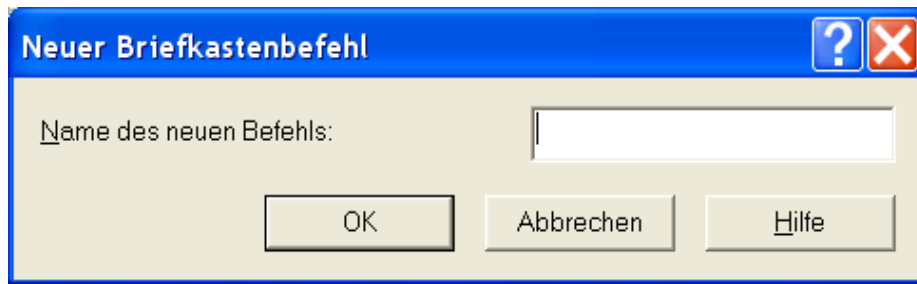 Neuer Briefkastenbefehl
Name des neuen Befehls:
OK Abbrechen Hilfe